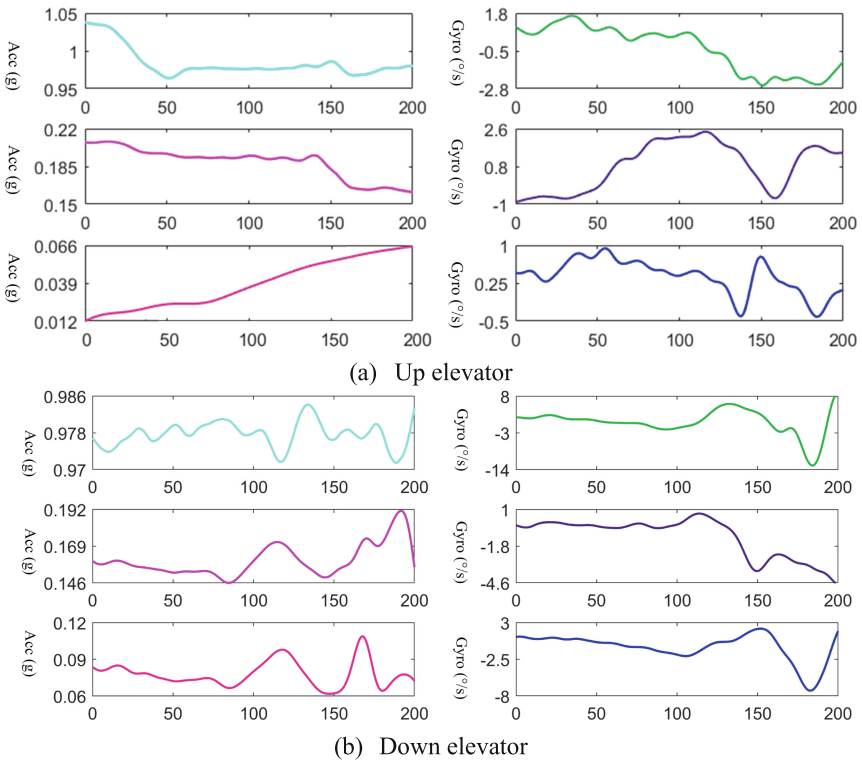 1.05
1
0.95
Acc (g)
0 50 100 150 200
1.8
-0.5
-2.8
Gyro (°/s)
0 50 100 150 200
0.22
0.185
0.15
Acc (g)
0 50 100 150 200
2.6
0.8
-1
Gyro (°/s)
0 50 100 150 200
0.066
0.039
0.012
Acc (g)
0 50 100 150 200
1
0.25
-0.5
Gyro (°/s)
0 50 100 150 200
(a) Up elevator
0.986
0.978
0.97
Acc (g)
0 50 100 150 200
8
-3
-14
Gyro (°/s)
0 50 100 150 200
0.192
0.169
0.146
Acc (g)
0 50 100 150 200
1
-1.8
-4.6
Gyro (°/s)
0 50 100 150 200
0.12
0.09
0.06
Acc (g)
0 50 100 150 200
3
-2.5
-8
Gyro (°/s)
0 50 100 150 200
(b) Down elevator